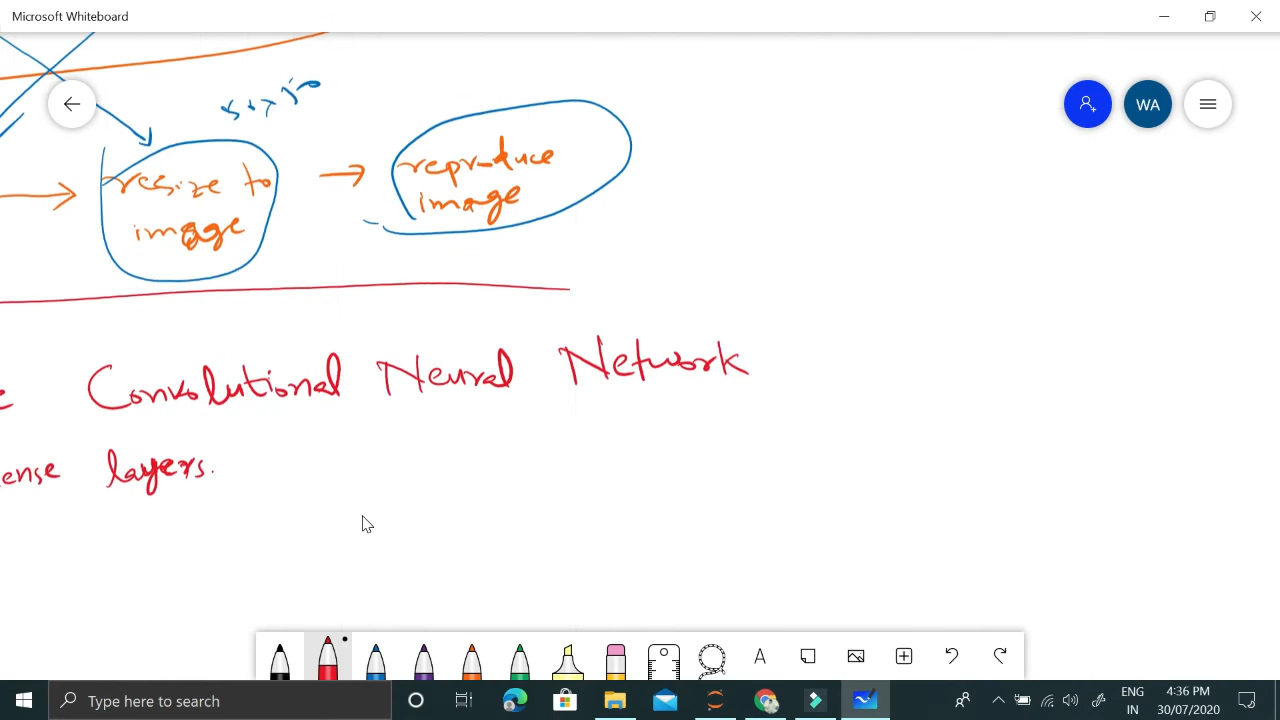 Microsoft Whiteboard
WA
resize to
image
reproduce
image
Convolutional Neural Network
ense layers.
A
Type here to search
ENG
IN
4:36 PM
30/07/2020